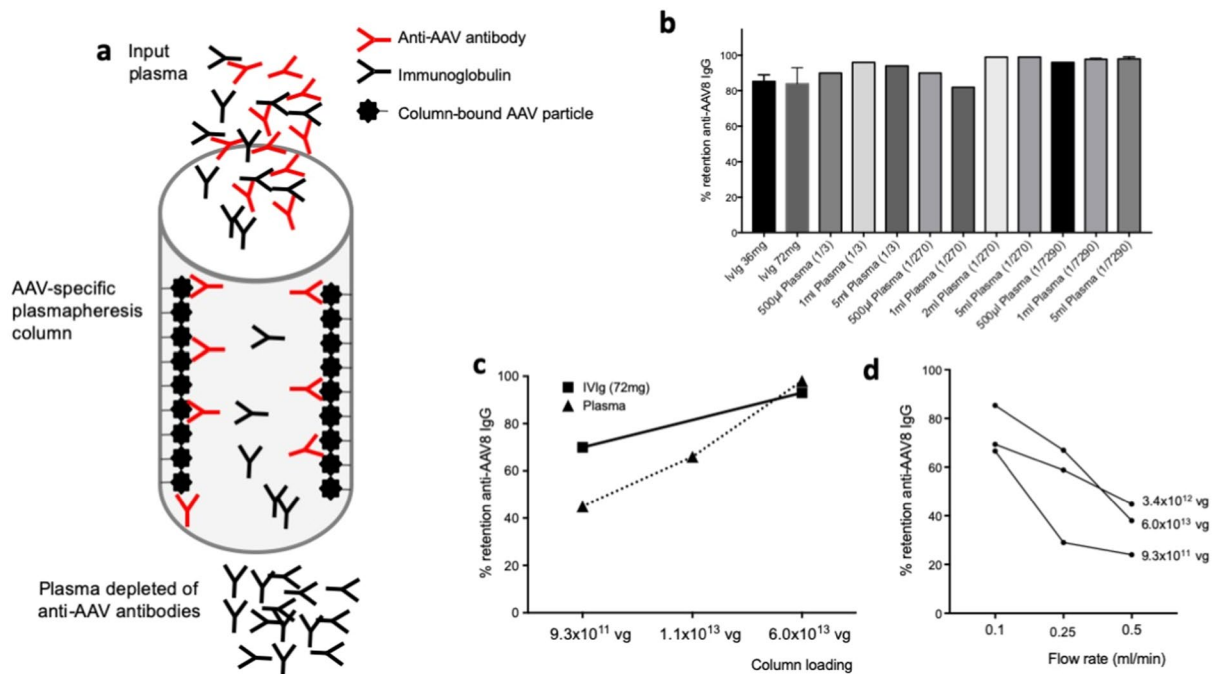 a
Input
plasma
Anti-AAV antibody
Immunoglobulin
Column-bound AAV particle
AAV-specific
plasmapheresis
column
Plasma depleted of
anti-AAV antibodies
b
% retention anti-AAV8 IgG
100
80
60
40
20
0
IvIg 36mg
IvIg 72mg
500µl Plasma (1/3)
1ml Plasma (1/3)
5ml Plasma (1/3)
500µl Plasma (1/270)
1ml Plasma (1/270)
2ml Plasma (1/270)
5ml Plasma (1/270)
500µl Plasma (1/7290)
1ml Plasma (1/7290)
5ml Plasma (1/7290)
c
% retention anti-AAV8 IgG
100
80
60
40
20
0
IVIg (72mg)
Plasma
9.3x10¹¹ vg
1.1x10¹³ vg
6.0x10¹³ vg
Column loading
d
% retention anti-AAV8 IgG
100
80
60
40
20
0
3.4x10¹² vg
6.0x10¹³ vg
9.3x10¹¹ vg
0.1
0.25
0.5
Flow rate (ml/min)